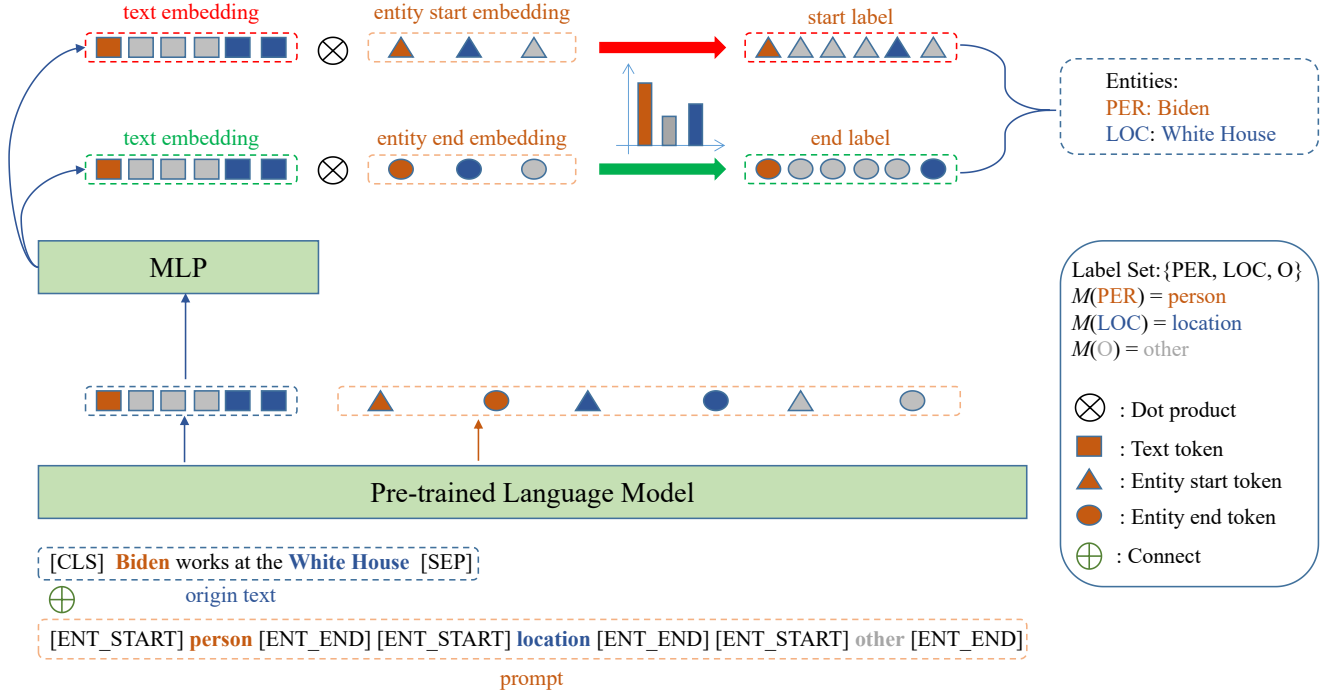 text embedding
entity start embedding
start label
text embedding
entity end embedding
end label
Entities:
PER: Biden
LOC: White House
MLP
Pre-trained Language Model
[CLS] Biden works at the White House [SEP]
origin text
[ENT_START] person [ENT_END] [ENT_START] location [ENT_END] [ENT_START] other [ENT_END]
prompt
Label Set:{PER, LOC, O}
M(PER) = person
M(LOC) = location
M(O) = other
: Dot product
: Text token
: Entity start token
: Entity end token
: Connect